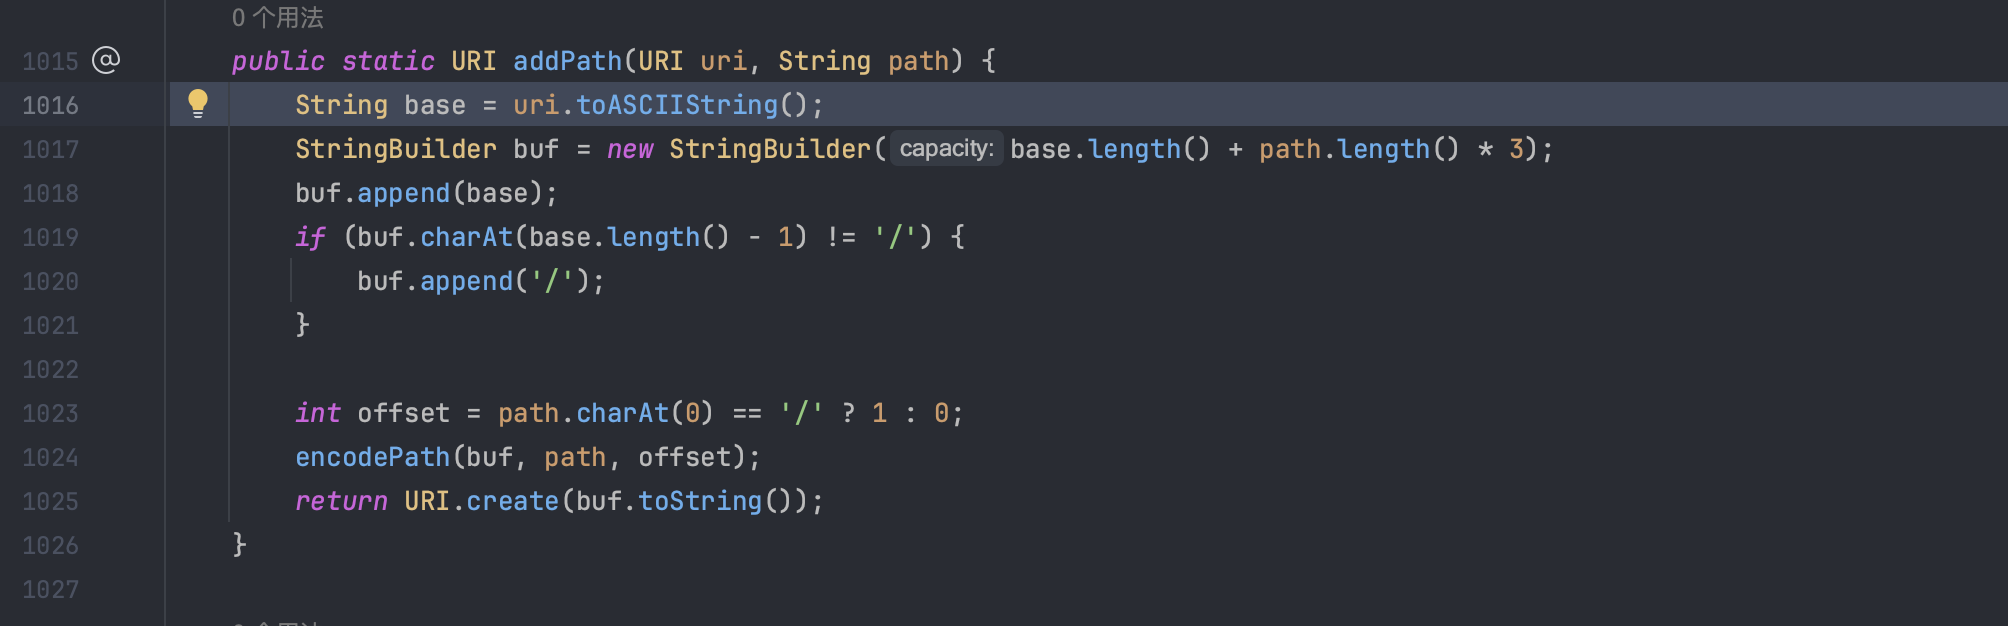 0 个用法
1015 @ public static URI addPath(URI uri, String path) {
1016 String base = uri.toASCIIString();
1017 StringBuilder buf = new StringBuilder( capacity: base.length() + path.length() * 3);
1018 buf.append(base);
1019 if (buf.charAt(base.length() - 1) != '/') {
1020 buf.append('/');
1021 }
1022
1023 int offset = path.charAt(0) == '/' ? 1 : 0;
1024 encodePath(buf, path, offset);
1025 return URI.create(buf.toString());
1026 }
1027